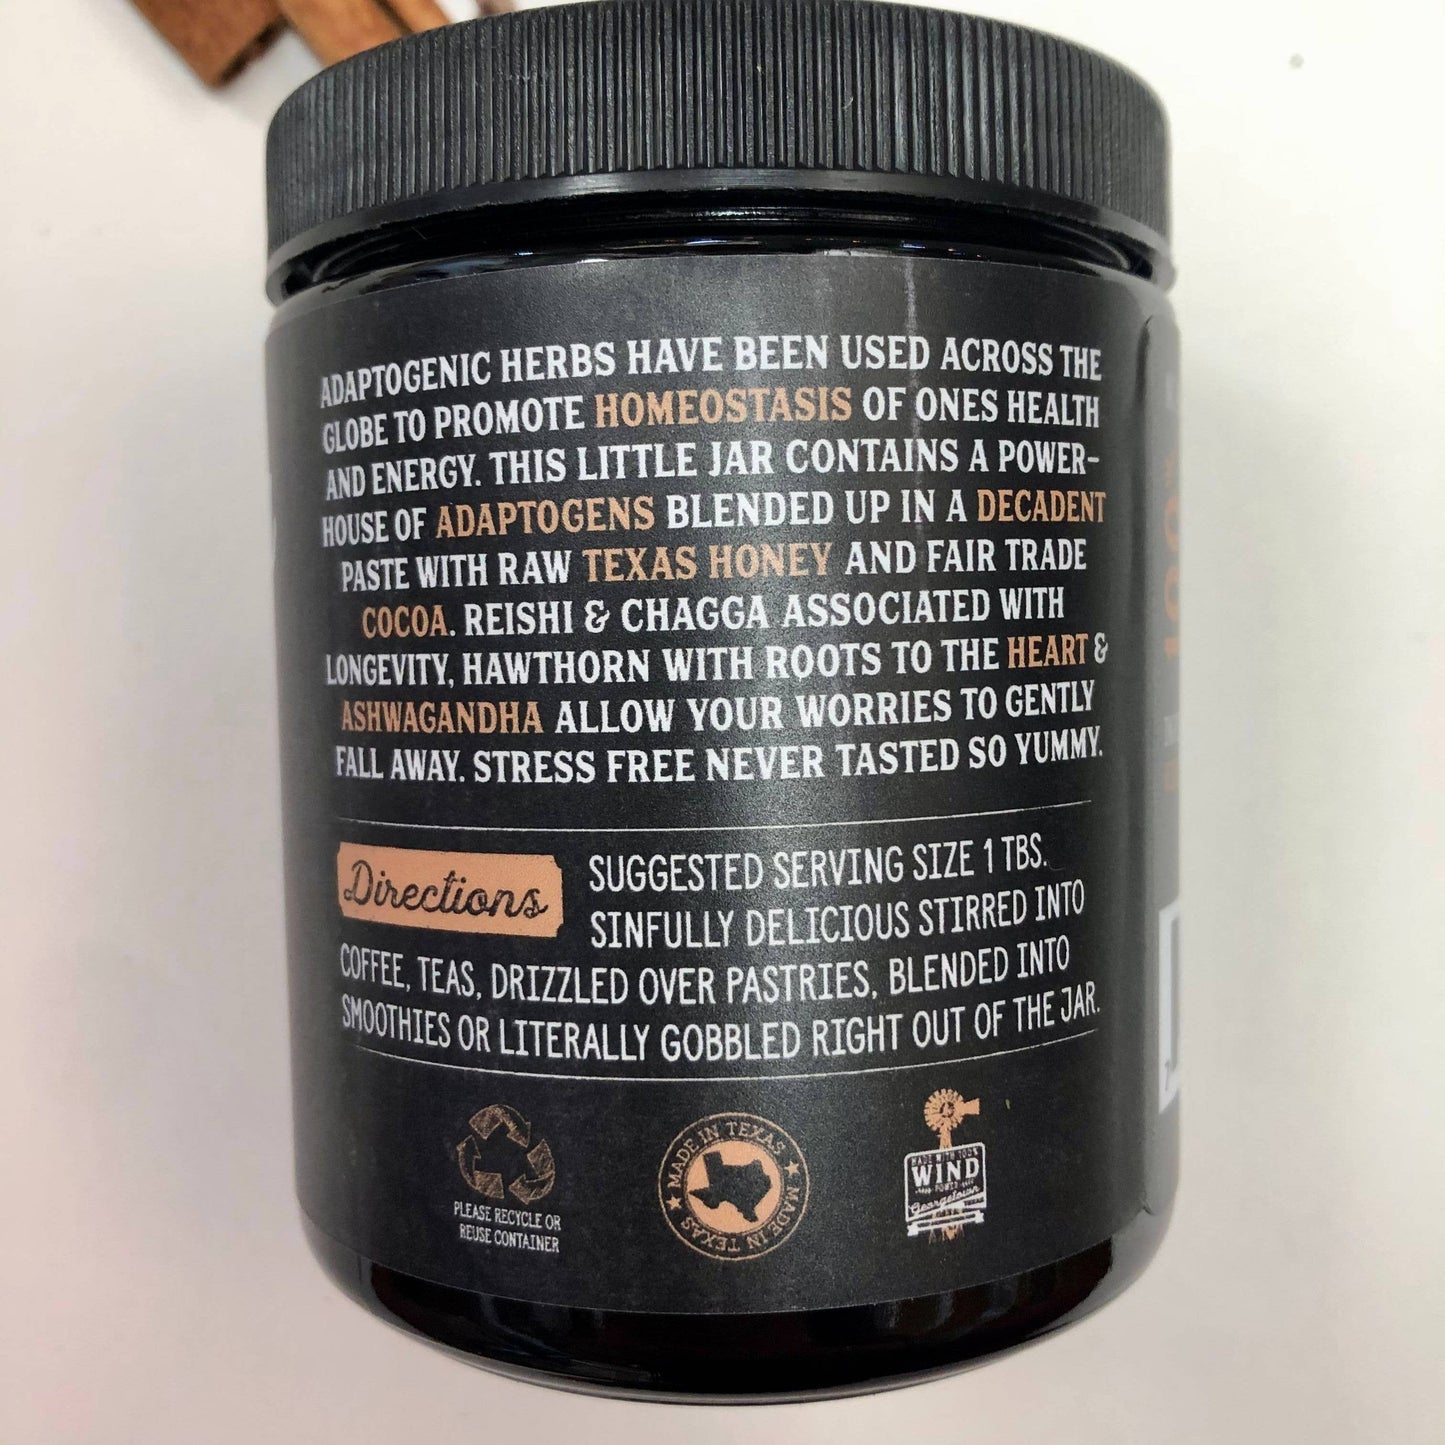 ADAPTOGENIC HERBS HAVE BEEN USED ACROSS THE
GLOBE TO PROMOTE HOMEOSTASIS OF ONES HEALTH
AND ENERGY. THIS LITTLE JAR CONTAINS A POWER-
HOUSE OF ADAPTOGENS BLENDED UP IN A DECADENT
PASTE WITH RAW TEXAS HONEY AND FAIR TRADE
COCOA. REISHI & CHAGGA ASSOCIATED WITH
LONGEVITY, HAWTHORN WITH ROOTS TO THE HEART &
ASHWAGANDHA ALLOW YOUR WORRIES TO GENTLY
FALL AWAY. STRESS FREE NEVER TASTED SO YUMMY.
Directions
SUGGESTED SERVING SIZE 1 TBS.
SINFULLY DELICIOUS STIRRED INTO
COFFEE, TEAS, DRIZZLED OVER PASTRIES, BLENDED INTO
SMOOTHIES OR LITERALLY GOBBLED RIGHT OUT OF THE JAR.
PLEASE RECYCLE OR
REUSE CONTAINER
MADE IN TEXAS
MADE IN TEXAS
MADE WITH 100%
WIND
POWER
Georgetown